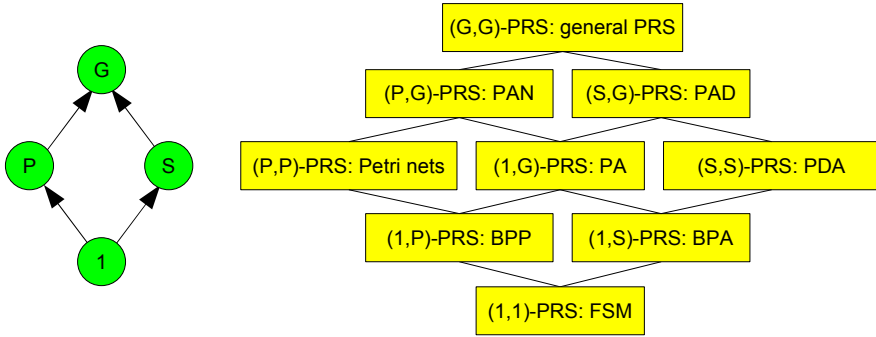 G
P
S
1
(G,G)-PRS: general PRS
(P,G)-PRS: PAN
(S,G)-PRS: PAD
(P,P)-PRS: Petri nets
(1,G)-PRS: PA
(S,S)-PRS: PDA
(1,P)-PRS: BPP
(1,S)-PRS: BPA
(1,1)-PRS: FSM